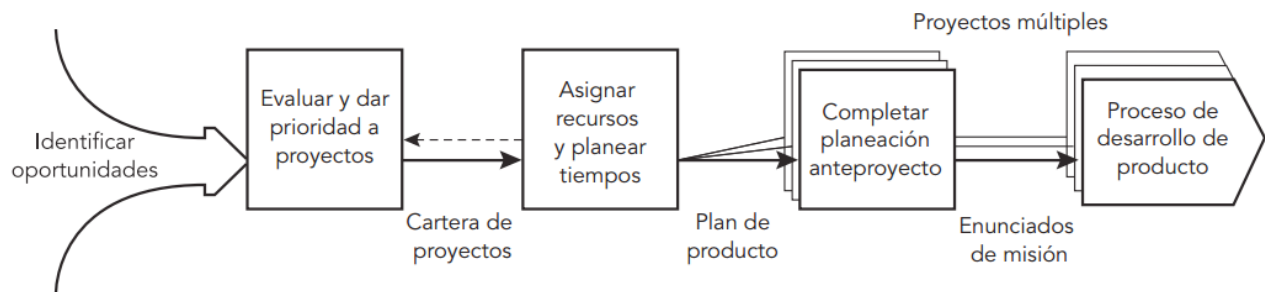 Proyectos múltiples
Identificar
oportunidades
Evaluar y dar
prioridad a
proyectos
Cartera de
proyectos
Asignar
recursos
y planear
tiempos
Plan de
producto
Completar
planeación
anteproyecto
Enunciados
de misión
Proceso de
desarrollo de
producto